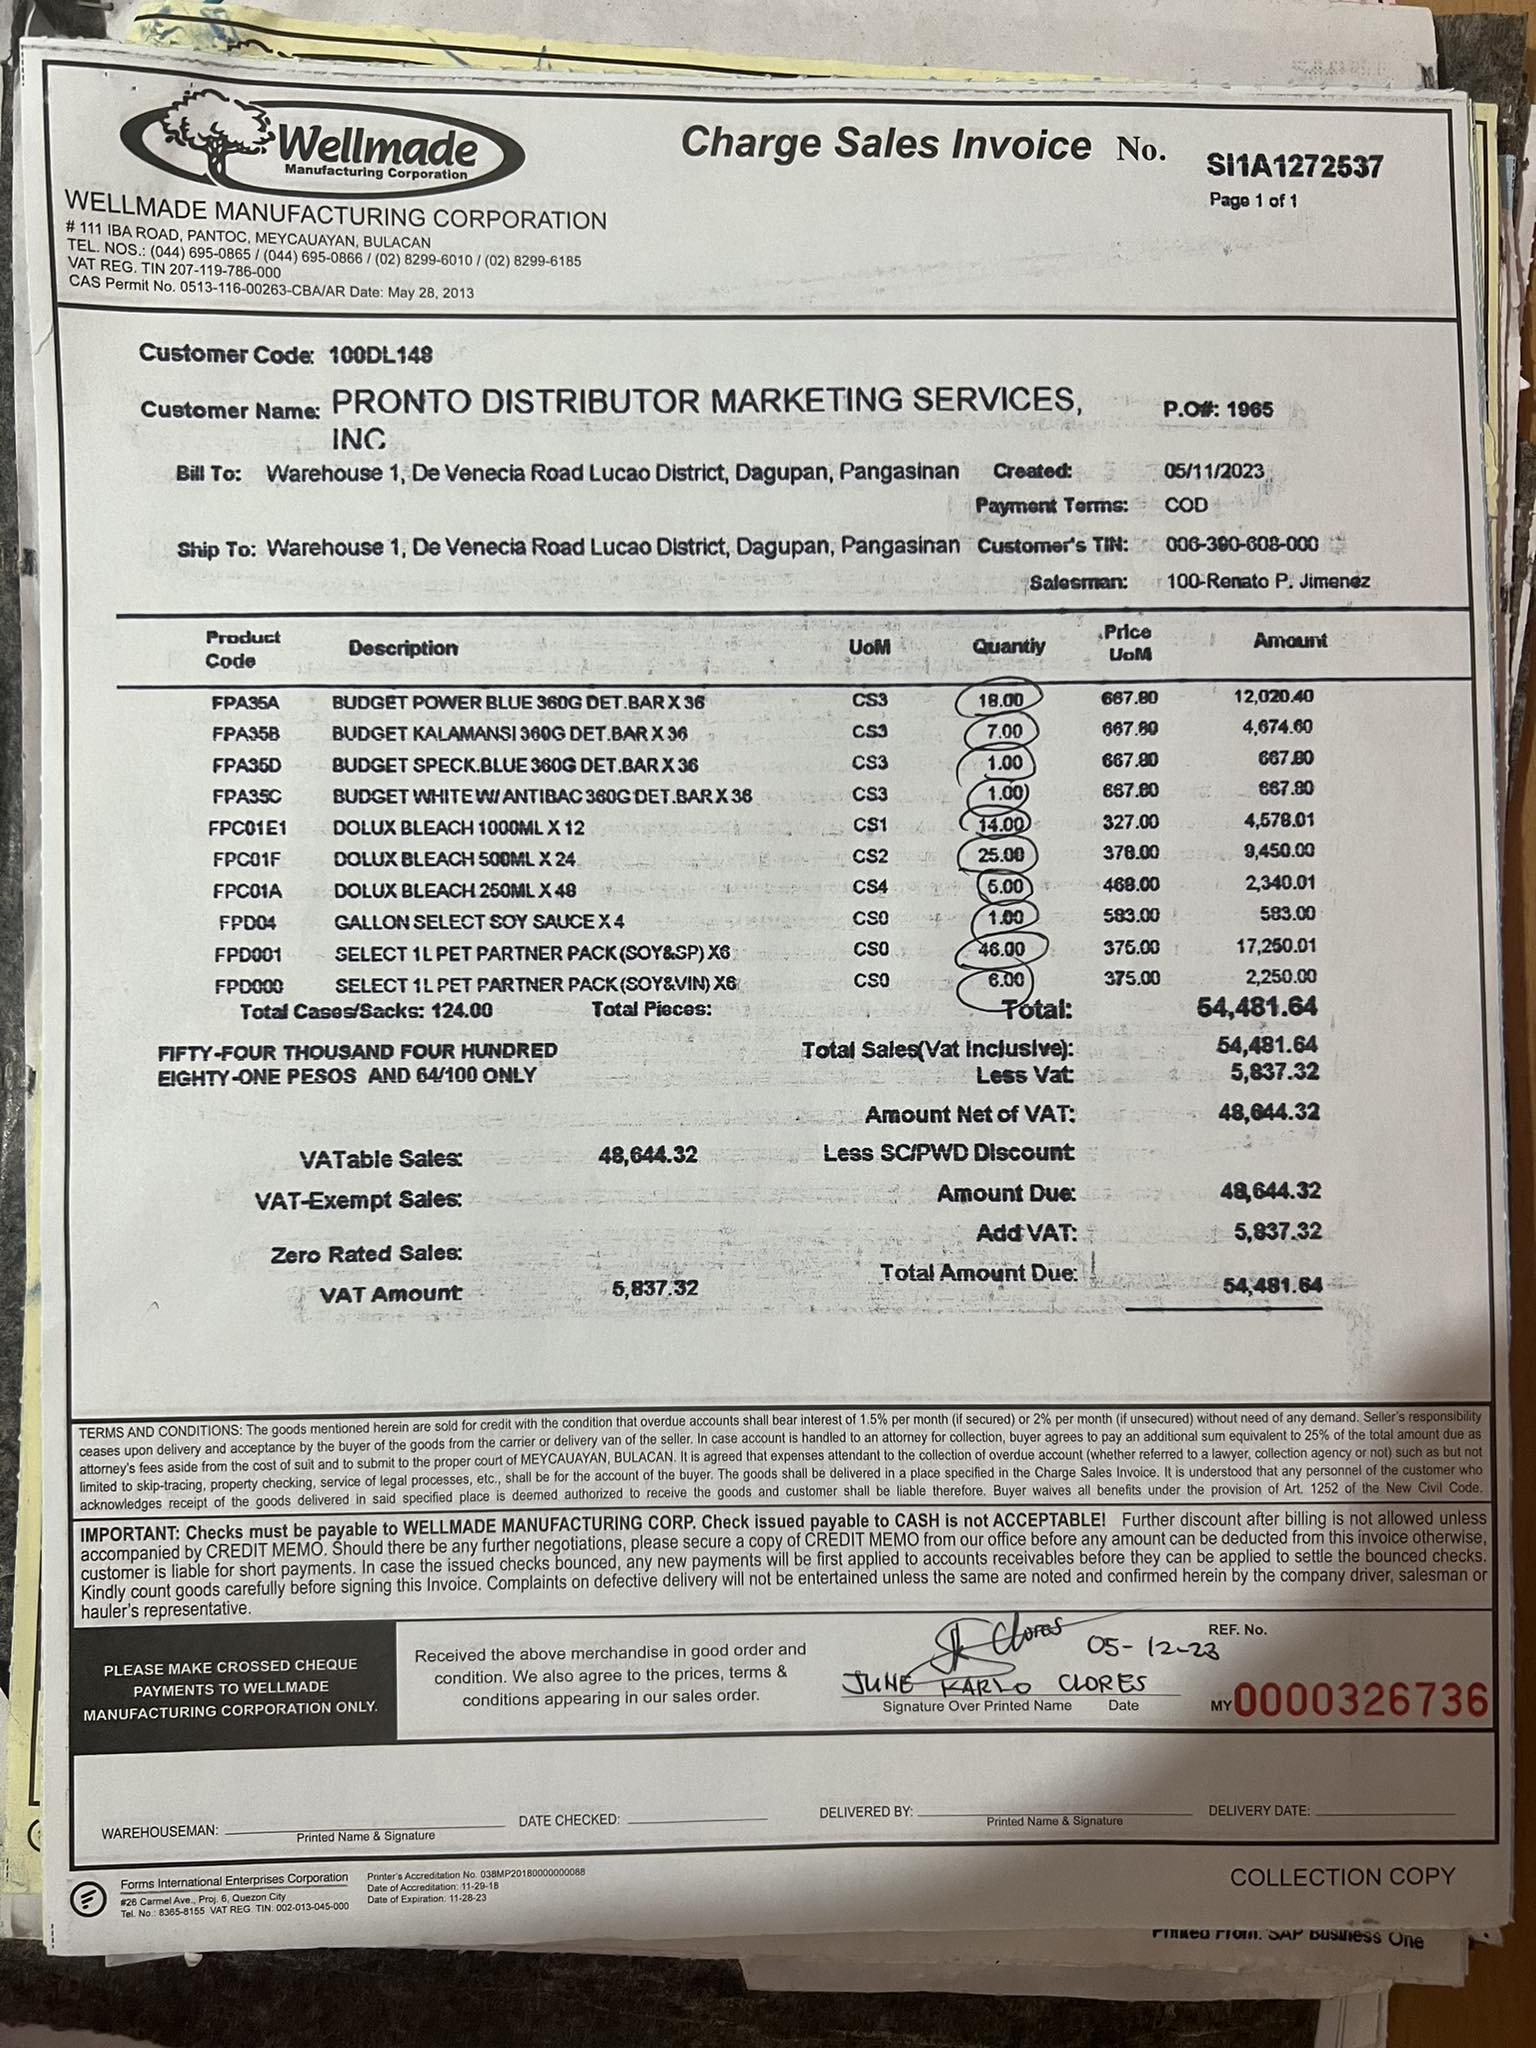 Wellmade
Manufacturing Corporation
Charge Sales Invoice No. SI1A1272537
Page 1 of 1
WELLMADE MANUFACTURING CORPORATION
# 111 IBA ROAD, PANTOC, MEYCAUAYAN, BULACAN
TEL. NOS.: (044) 695-0865 / (044) 695-0866 / (02) 8299-6010 / (02) 8299-6185
VAT REG. TIN 207-119-786-000
CAS Permit No. 0513-116-00263-CBA/AR Date: May 28, 2013
Customer Code: 100DL148
Customer Name: PRONTO DISTRIBUTOR MARKETING SERVICES, P.O#: 1965
INC
Bill To: Warehouse 1, De Venecia Road Lucao District, Dagupan, Pangasinan Created: 05/11/2023
Payment Terms: COD
Ship To: Warehouse 1, De Venecia Road Lucao District, Dagupan, Pangasinan Customer's TIN: 006-390-608-000
Salesman: 100-Renato P. Jimenez
Product Code Description UoM Quantiy Price UoM Amount
FPA35A BUDGET POWER BLUE 360G DET.BAR X 36 CS3 18.00 667.80 12,020.40
FPA35B BUDGET KALAMANSI 360G DET.BAR X 36 CS3 7.00 667.80 4,674.60
FPA35D BUDGET SPECK.BLUE 360G DET.BAR X 36 CS3 1.00 667.80 667.80
FPA35C BUDGET WHITE W/ ANTIBAC 360G DET.BAR X 36 CS3 1.00 667.80 667.80
FPC01E1 DOLUX BLEACH 1000ML X 12 CS1 14.00 327.00 4,578.01
FPC01F DOLUX BLEACH 500ML X 24 CS2 25.00 378.00 9,450.00
FPC01A DOLUX BLEACH 250ML X 48 CS4 5.00 468.00 2,340.01
FPD04 GALLON SELECT SOY SAUCE X 4 CS0 1.00 583.00 583.00
FPD001 SELECT 1L PET PARTNER PACK (SOY&SP) X6 CS0 46.00 375.00 17,250.01
FPD000 SELECT 1L PET PARTNER PACK (SOY&VIN) X6 CS0 6.00 375.00 2,250.00
Total Cases/Sacks: 124.00 Total Pieces: Total: 54,481.64
FIFTY-FOUR THOUSAND FOUR HUNDRED Total Sales(Vat Inclusive): 54,481.64
EIGHTY-ONE PESOS AND 64/100 ONLY Less Vat: 5,837.32
Amount Net of VAT: 48,644.32
VATable Sales: 48,644.32 Less SC/PWD Discount:
VAT-Exempt Sales: Amount Due: 48,644.32
Zero Rated Sales: Add VAT: 5,837.32
VAT Amount: 5,837.32 Total Amount Due: 54,481.64
TERMS AND CONDITIONS: The goods mentioned herein are sold for credit with the condition that overdue accounts shall bear interest of 1.5% per month (if secured) or 2% per month (if unsecured) without need of any demand. Seller's responsibility
ceases upon delivery and acceptance by the buyer of the goods from the carrier or delivery van of the seller. In case account is handled to an attorney for collection, buyer agrees to pay an additional sum equivalent to 25% of the total amount due as
attorney's fees aside from the cost of suit and to submit to the proper court of MEYCAUAYAN, BULACAN. It is agreed that expenses attendant to the collection of overdue account (whether referred to a lawyer, collection agency or not) such as but not
limited to skip-tracing, property checking, service of legal processes, etc., shall be for the account of the buyer. The goods shall be delivered in a place specified in the Charge Sales Invoice. It is understood that any personnel of the customer who
acknowledges receipt of the goods delivered in said specified place is deemed authorized to receive the goods and customer shall be liable therefore. Buyer waives all benefits under the provision of Art. 1252 of the New Civil Code.
IMPORTANT: Checks must be payable to WELLMADE MANUFACTURING CORP. Check issued payable to CASH is not ACCEPTABLE! Further discount after billing is not allowed unless
accompanied by CREDIT MEMO. Should there be any further negotiations, please secure a copy of CREDIT MEMO from our office before any amount can be deducted from this invoice otherwise,
customer is liable for short payments. In case the issued checks bounced, any new payments will be first applied to accounts receivables before they can be applied to settle the bounced checks.
Kindly count goods carefully before signing this Invoice. Complaints on defective delivery will not be entertained unless the same are noted and confirmed herein by the company driver, salesman or
hauler's representative.
PLEASE MAKE CROSSED CHEQUE
PAYMENTS TO WELLMADE
MANUFACTURING CORPORATION ONLY.
Received the above merchandise in good order and
condition. We also agree to the prices, terms &
conditions appearing in our sales order.
Clores 05-12-23
JUNE KARLO CLORES
Signature Over Printed Name Date
REF. No.
MY 0000326736
WAREHOUSEMAN: DATE CHECKED: DELIVERED BY: DELIVERY DATE:
Printed Name & Signature Printed Name & Signature
Forms International Enterprises Corporation
#26 Carmel Ave., Proj. 6, Quezon City
Tel. No.: 8365-8155 VAT REG. TIN: 002-013-045-000
Printer's Accreditation No. 038MP20180000000088
Date of Accreditation: 11-29-18
Date of Expiration: 11-28-23
COLLECTION COPY
Printed From: SAP Business One